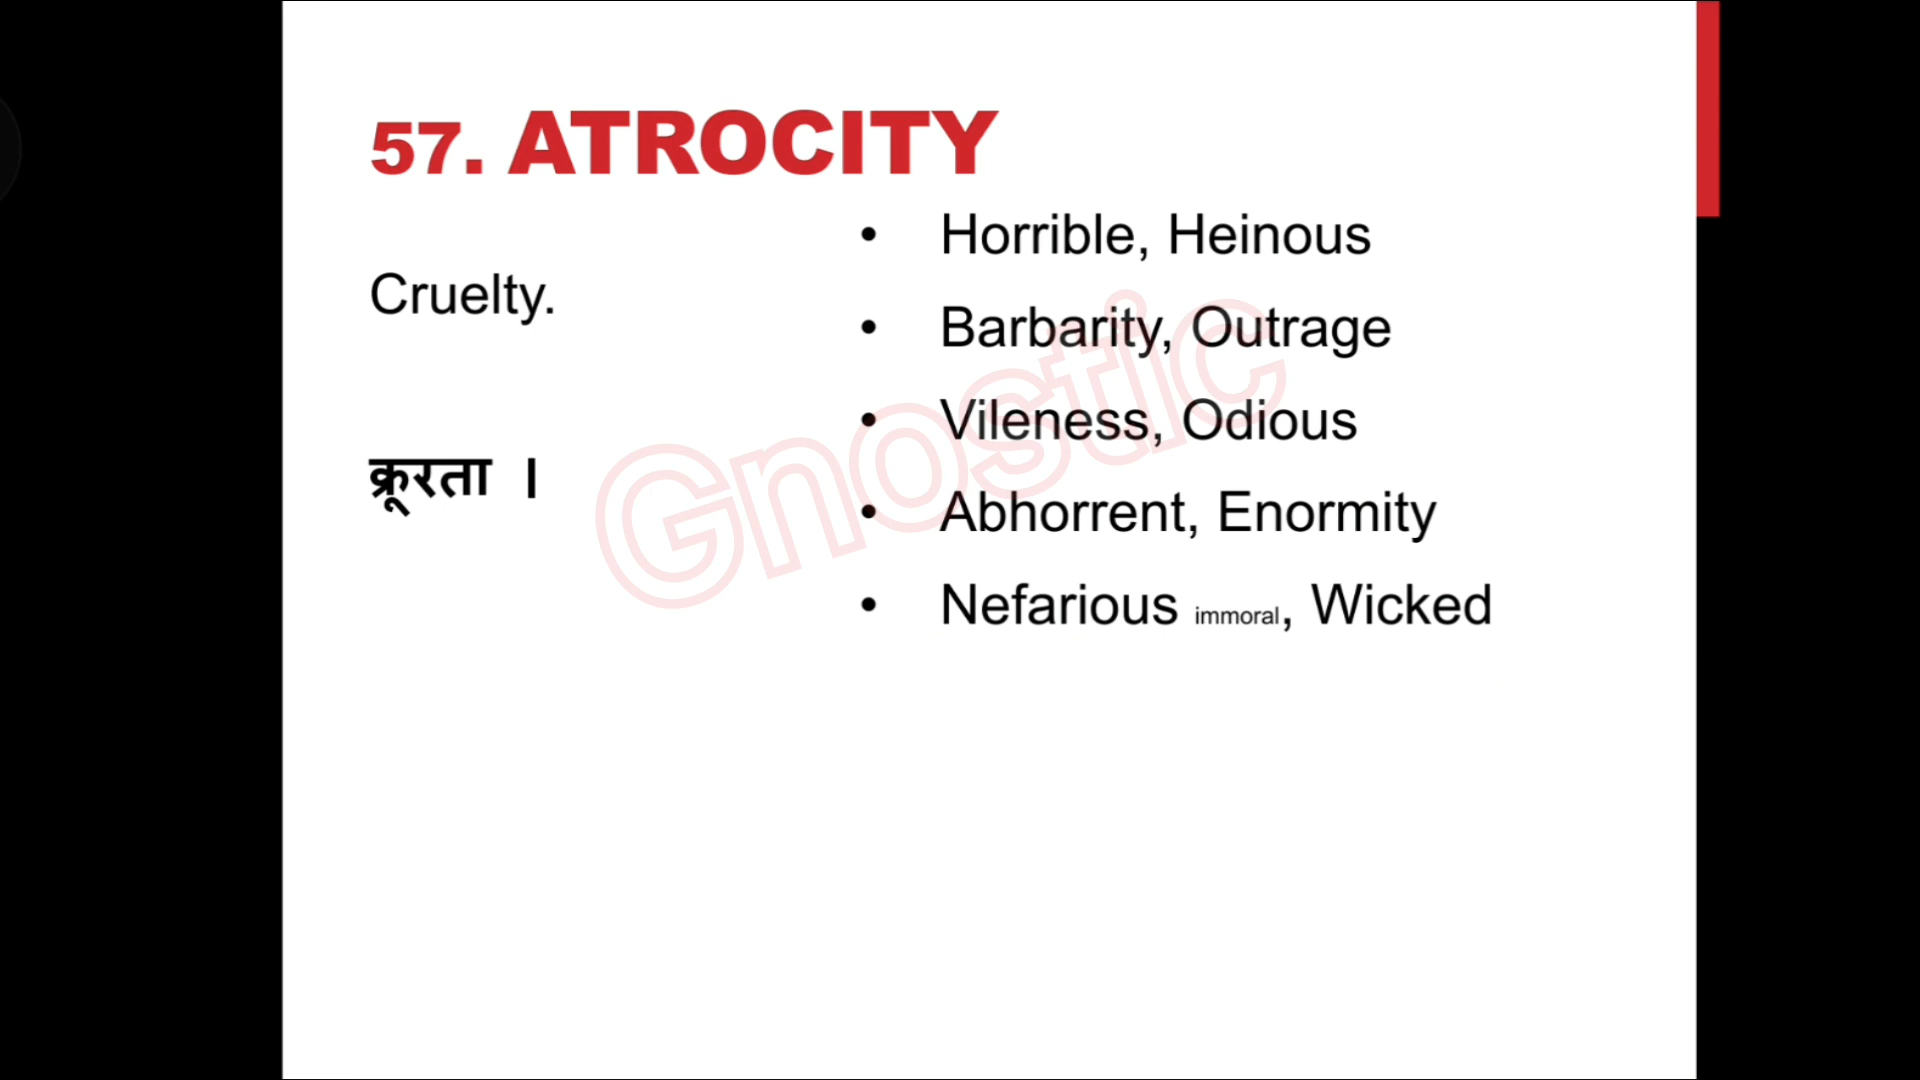 57. ATROCITY
Cruelty.
क्रूरता ।
• Horrible, Heinous
• Barbarity, Outrage
• Vileness, Odious
• Abhorrent, Enormity
• Nefarious immoral, Wicked
Gnostic